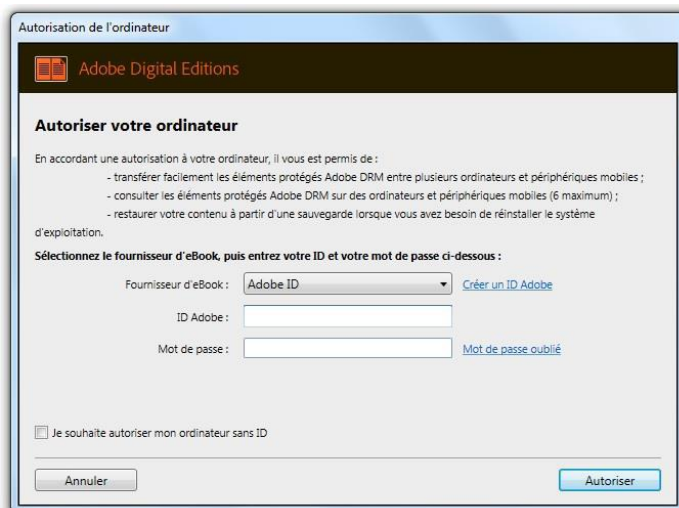 Autorisation de l'ordinateur
Adobe Digital Editions
Autoriser votre ordinateur
En accordant une autorisation à votre ordinateur, il vous est permis de :
- transférer facilement les éléments protégés Adobe DRM entre plusieurs ordinateurs et périphériques mobiles ;
- consulter les éléments protégés Adobe DRM sur des ordinateurs et périphériques mobiles (6 maximum) ;
- restaurer votre contenu à partir d'une sauvegarde lorsque vous avez besoin de réinstaller le système
d'exploitation.
Sélectionnez le fournisseur d'eBook, puis entrez votre ID et votre mot de passe ci-dessous :
Fournisseur d'eBook : Adobe ID Créer un ID Adobe
ID Adobe :
Mot de passe : Mot de passe oublié
Je souhaite autoriser mon ordinateur sans ID
Annuler Autoriser